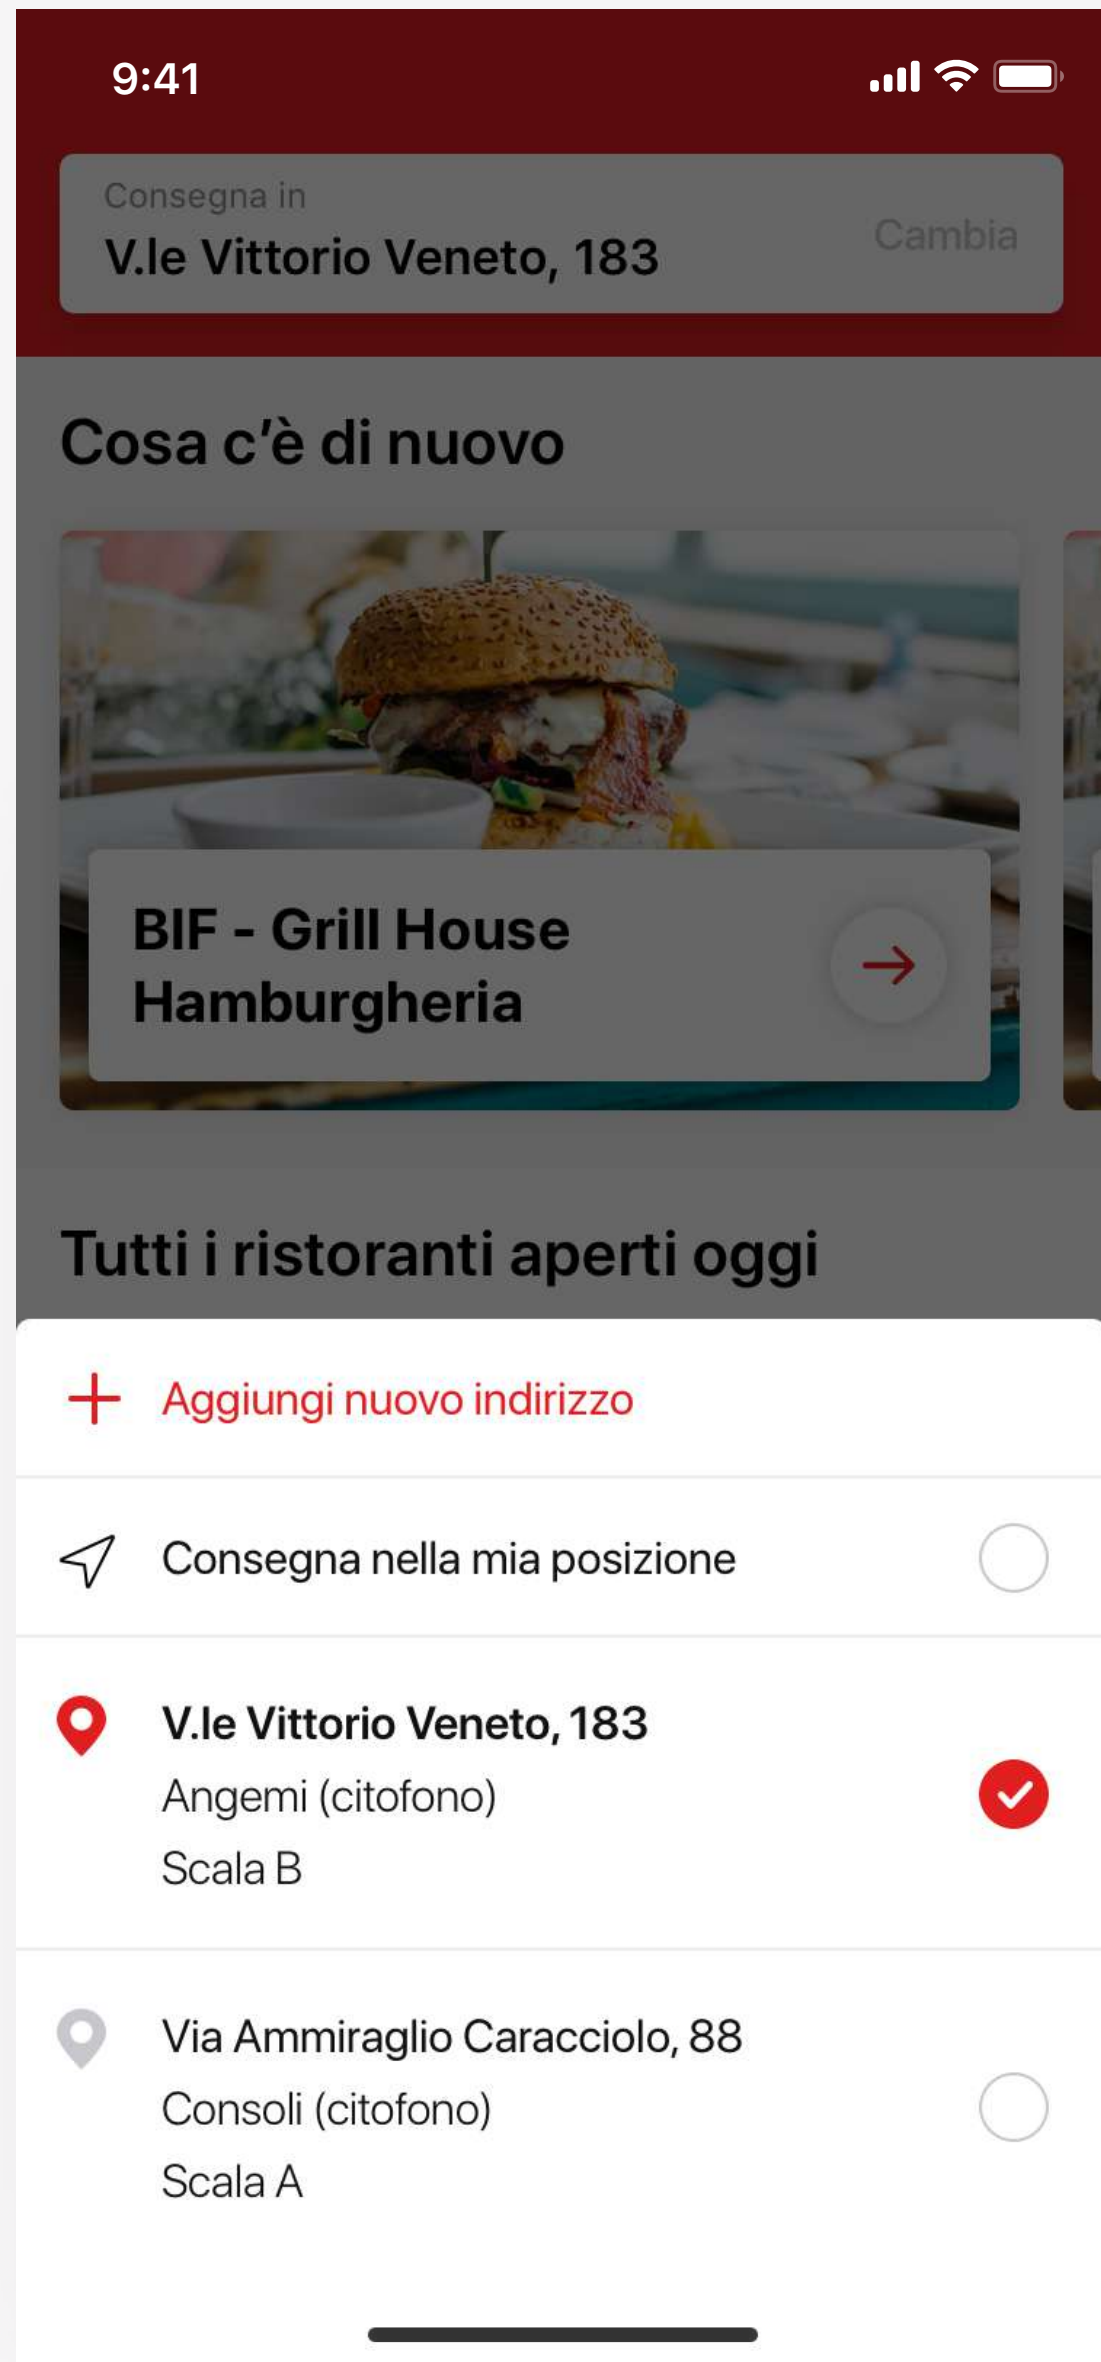 9:41
Consegna in
V.le Vittorio Veneto, 183
Cambia
Cosa c'è di nuovo
BIF - Grill House
Hamburgheria
Tutti i ristoranti aperti oggi
Aggiungi nuovo indirizzo
Consegna nella mia posizione
V.le Vittorio Veneto, 183
Angemi (citofono)
Scala B
Via Ammiraglio Caracciolo, 88
Consoli (citofono)
Scala A